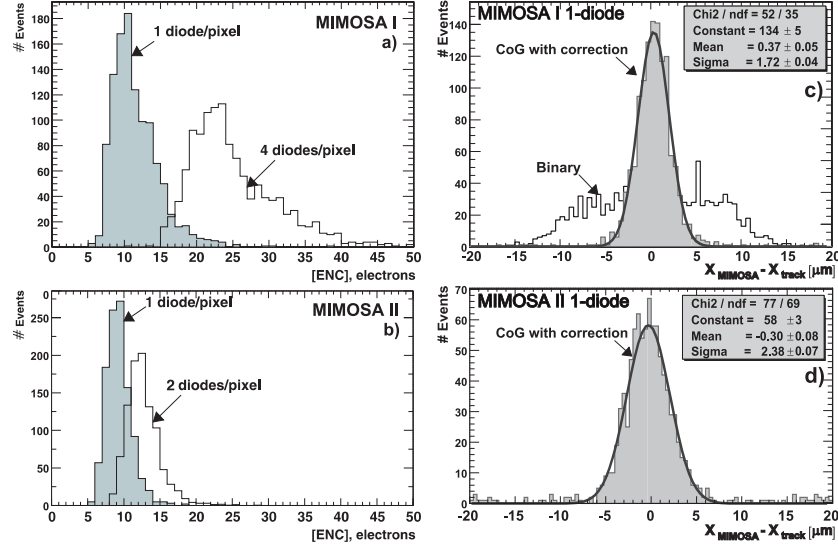 MIMOSA I
a)
1 diode/pixel
4 diodes/pixel
# Events
180
160
140
120
100
80
60
40
20
0
0 5 10 15 20 25 30 35 40 45 50
[ENC], electrons
MIMOSA I 1-diode
Chi2 / ndf = 52 / 35
Constant = 134 ± 5
Mean = 0.37 ± 0.05
Sigma = 1.72 ± 0.04
c)
CoG with correction
Binary
# Events
140
120
100
80
60
40
20
0
-20 -15 -10 -5 0 5 10 15 20
X MIMOSA - X track [µm]
MIMOSA II
b)
1 diode/pixel
2 diodes/pixel
# Events
0
250
200
150
100
50
0
0 5 10 15 20 25 30 35 40 45 50
[ENC], electrons
MIMOSA II 1-diode
Chi2 / ndf = 77 / 69
Constant = 58 ±3
Mean = -0.30 ±0.08
Sigma = 2.38 ±0.07
d)
CoG with correction
# Events
70
60
50
40
30
20
10
0
-20 -15 -10 -5 0 5 10 15 20
X MIMOSA - X track [µm]